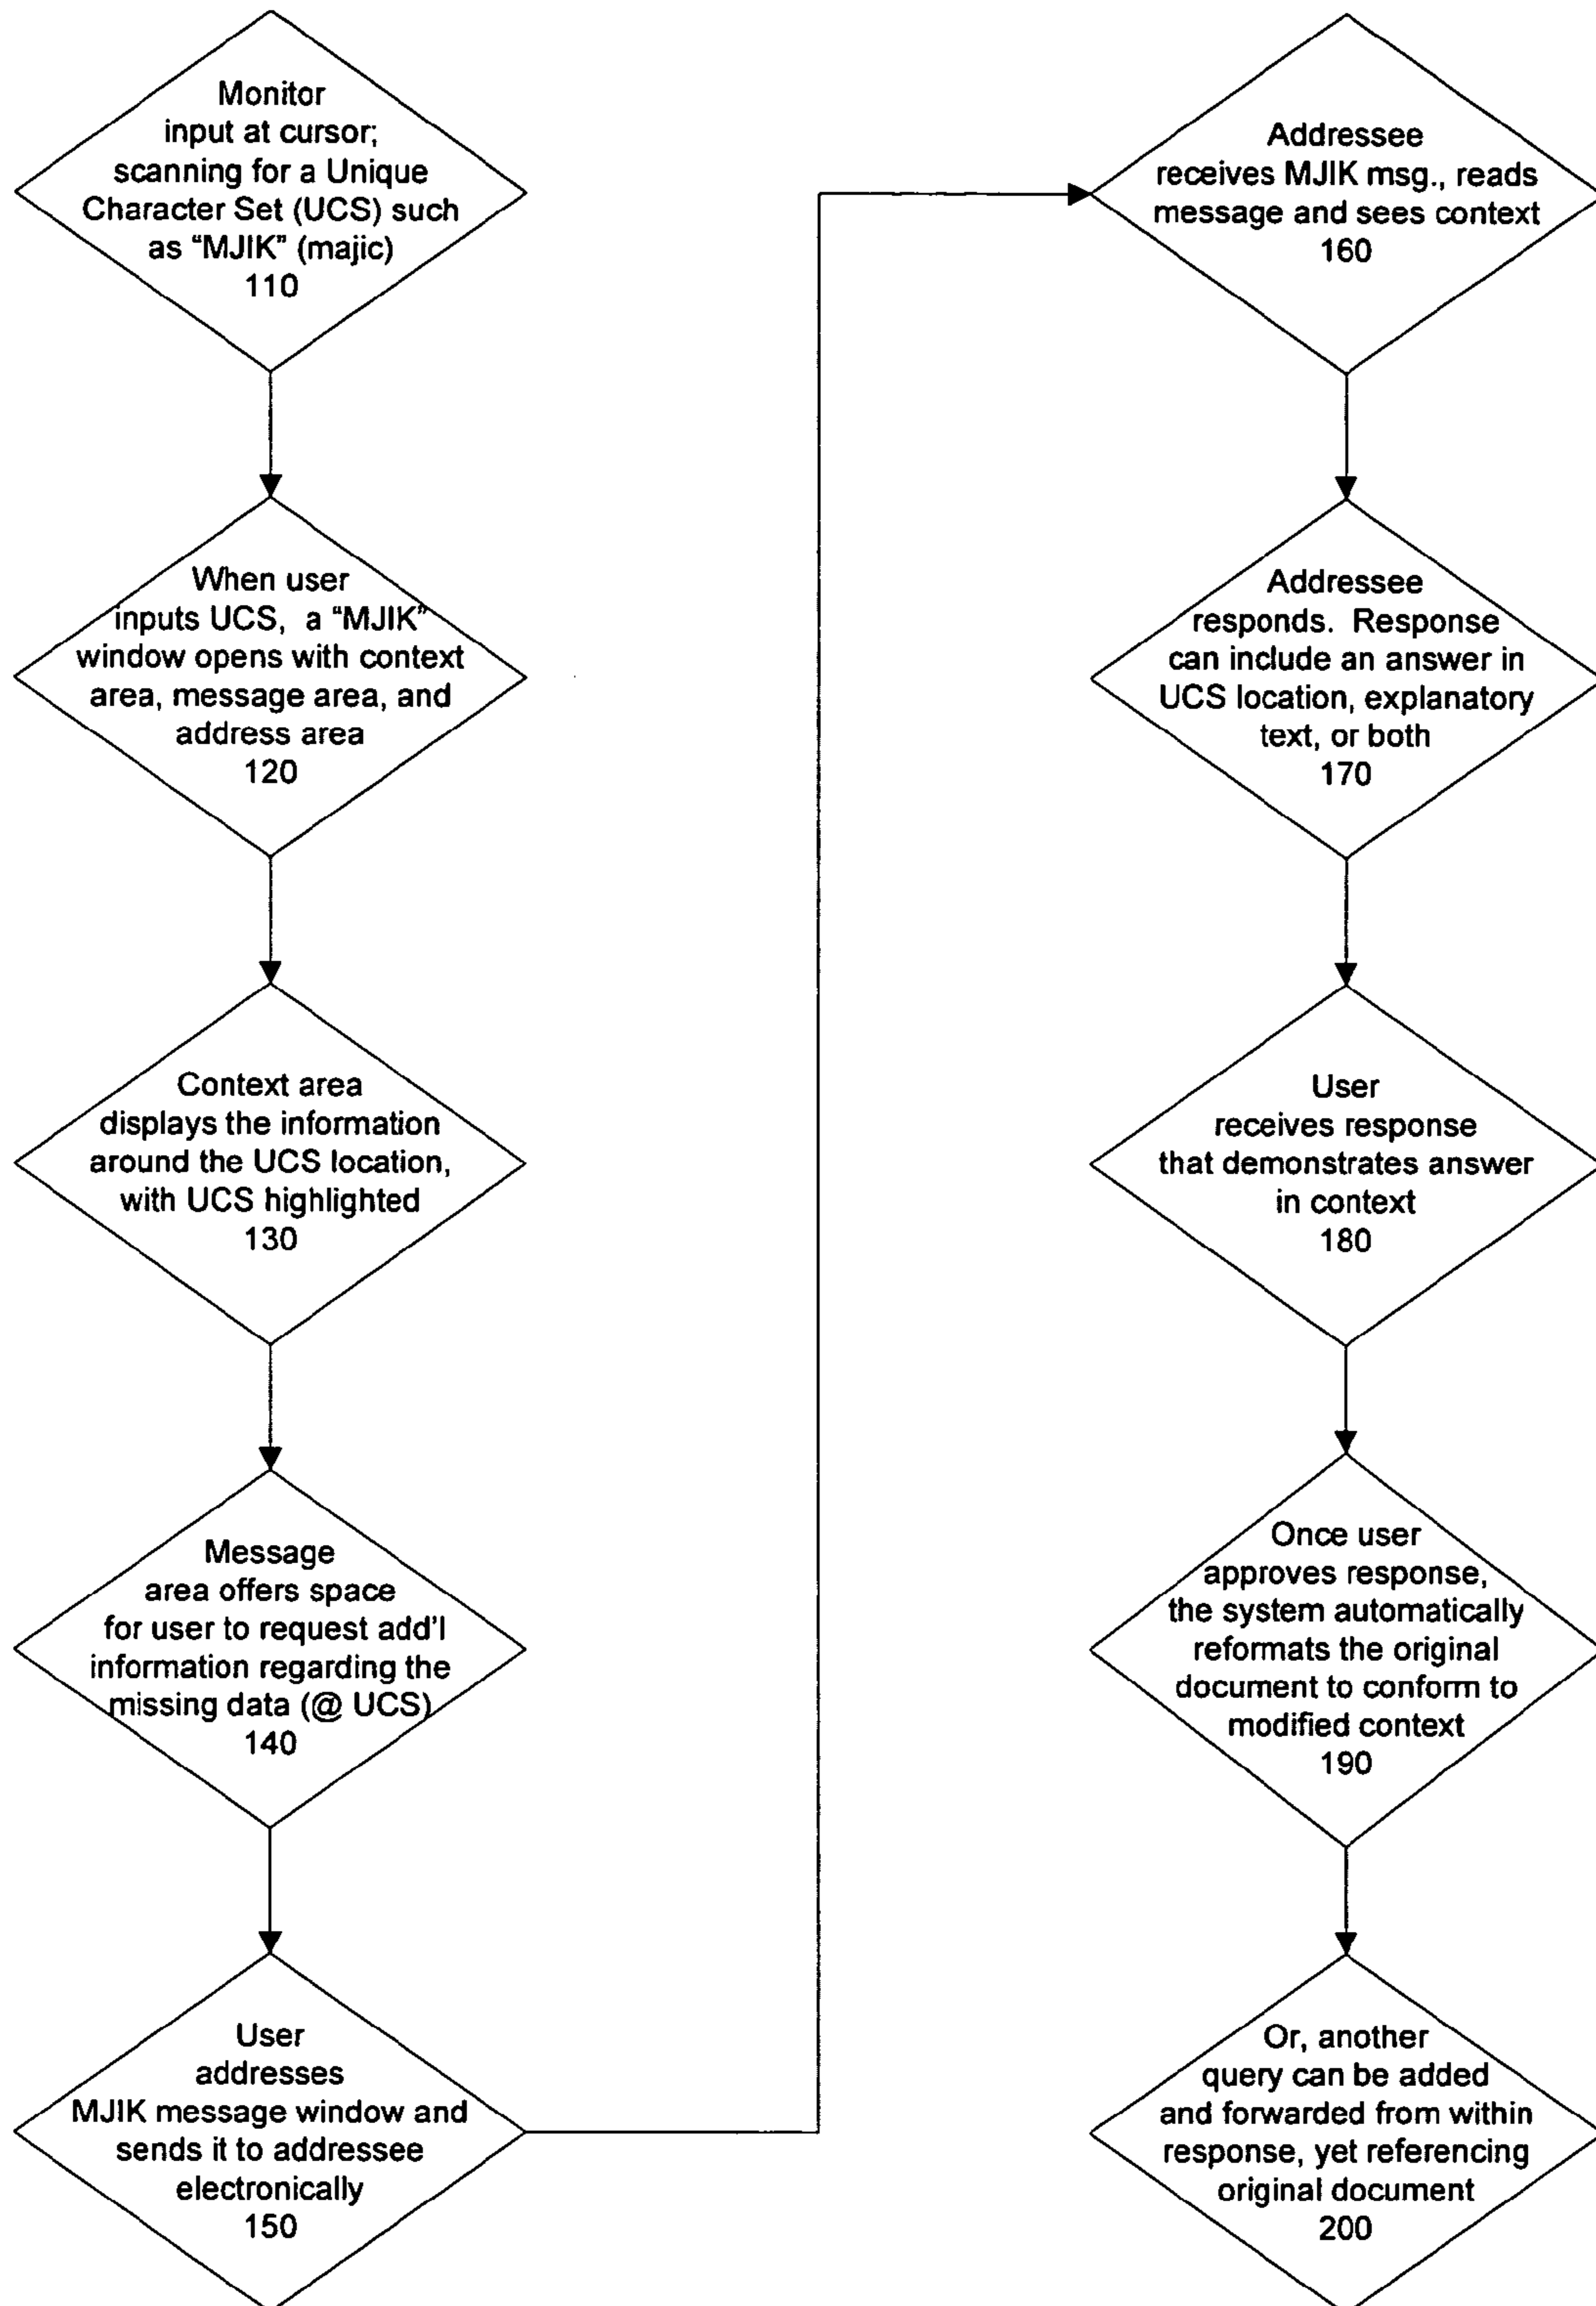 Monitor
input at cursor;
scanning for a Unique
Character Set (UCS) such
as “MJIK” (majic)
110
When user
inputs UCS, a “MJIK”
window opens with context
area, message area, and
address area
120
Context area
displays the information
around the UCS location,
with UCS highlighted
130
Message
area offers space
for user to request add'l
information regarding the
missing data (@ UCS)
140
User
addresses
MJIK message window and
sends it to addressee
electronically
150
Addressee
receives MJIK msg., reads
message and sees context
160
Addressee
responds. Response
can include an answer in
UCS location, explanatory
text, or both
170
User
receives response
that demonstrates answer
in context
180
Once user
approves response,
the system automatically
reformats the original
document to conform to
modified context
190
Or, another
query can be added
and forwarded from within
response, yet referencing
original document
200